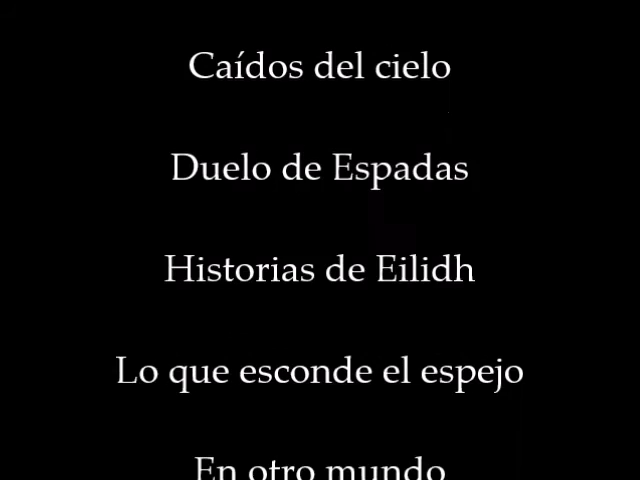 Caídos del cielo
Duelo de Espadas
Historias de Eilidh
Lo que esconde el espejo
En otro mundo